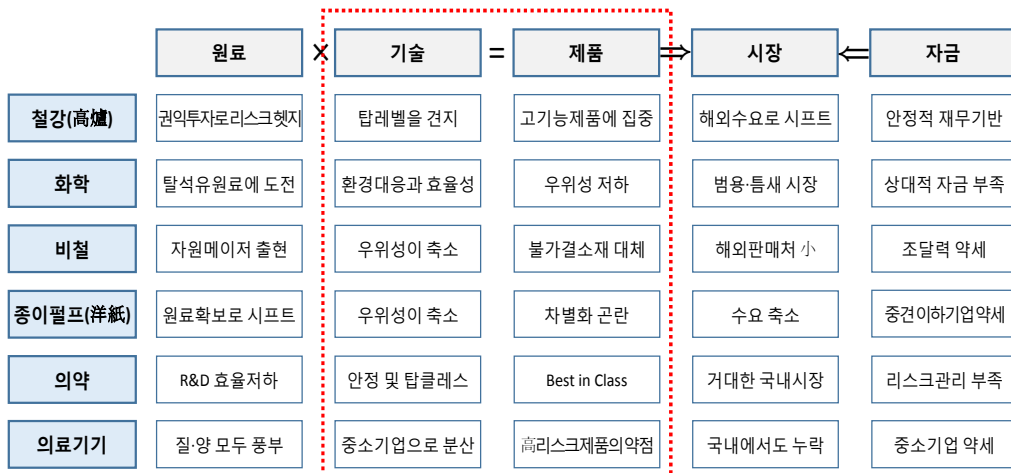 원료 × 기술 = 제품 ⇒ 시장 ⇐ 자금
철강(高爐) 권익투자로리스크헷지 탑레벨을 견지 고기능제품에 집중 해외수요로 시프트 안정적 재무기반
화학 탈석유원료에 도전 환경대응과 효율성 우위성 저하 범용·틈새 시장 상대적 자금 부족
비철 자원메이저 출현 우위성이 축소 불가결소재 대체 해외판매처 小 조달력 약세
종이펄프(洋紙) 원료확보로 시프트 우위성이 축소 차별화 곤란 수요 축소 중견이하기업약세
의약 R&D 효율저하 안정 및 탑클레스 Best in Class 거대한 국내시장 리스크관리 부족
의료기기 질·양 모두 풍부 중소기업으로 분산 高리스크제품의약점 국내에서도 누락 중소기업 약세